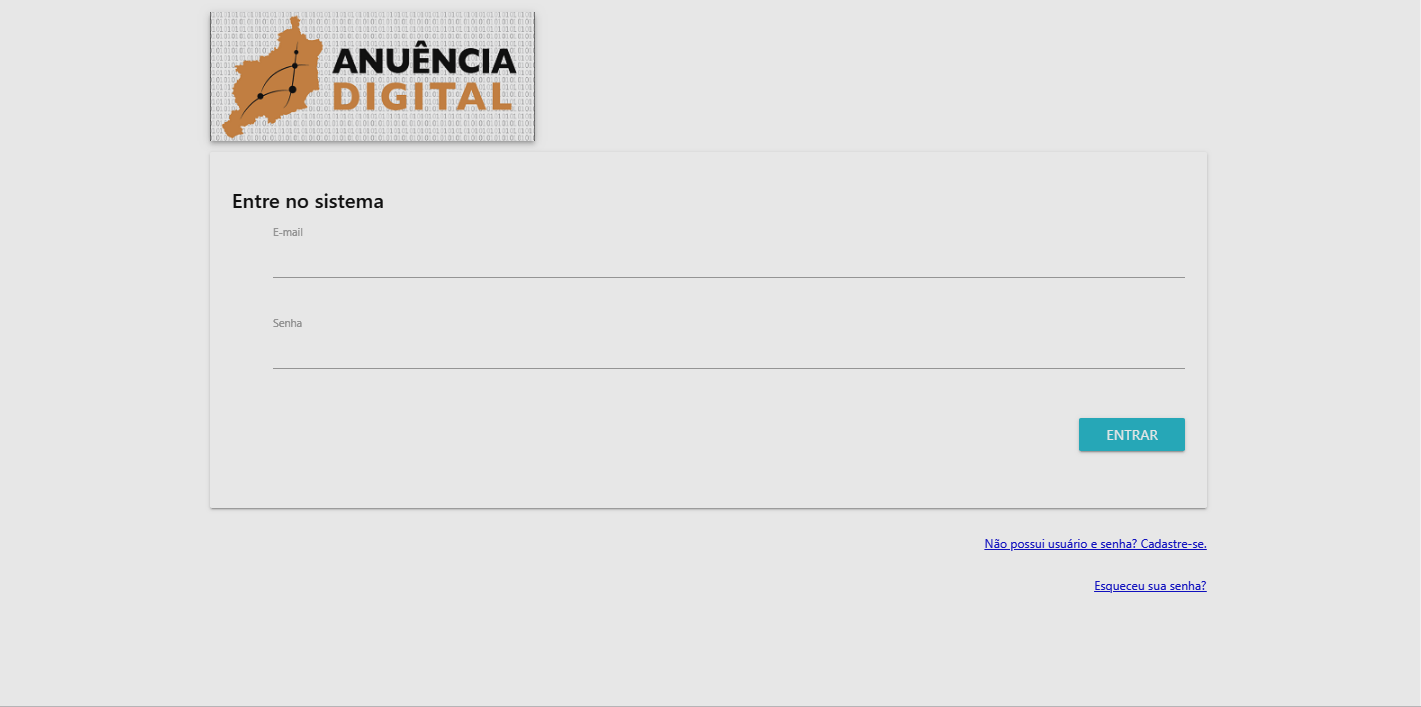 ANUÊNCIA
DIGITAL
Entre no sistema
E-mail
Senha
ENTRAR
Não possui usuário e senha? Cadastre-se.
Esqueceu sua senha?